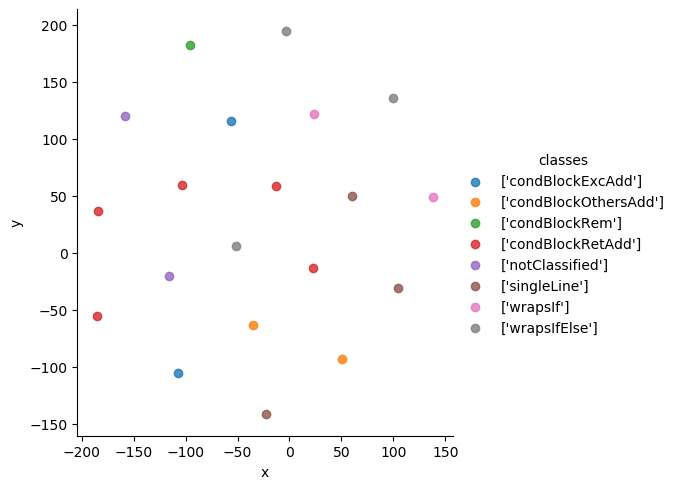 200
150
100
50
0
−50
−100
−150
y
−200 −150 −100 −50 0 50 100 150
x
classes
['condBlockExcAdd']
['condBlockOthersAdd']
['condBlockRem']
['condBlockRetAdd']
['notClassified']
['singleLine']
['wrapsIf']
['wrapsIfElse']